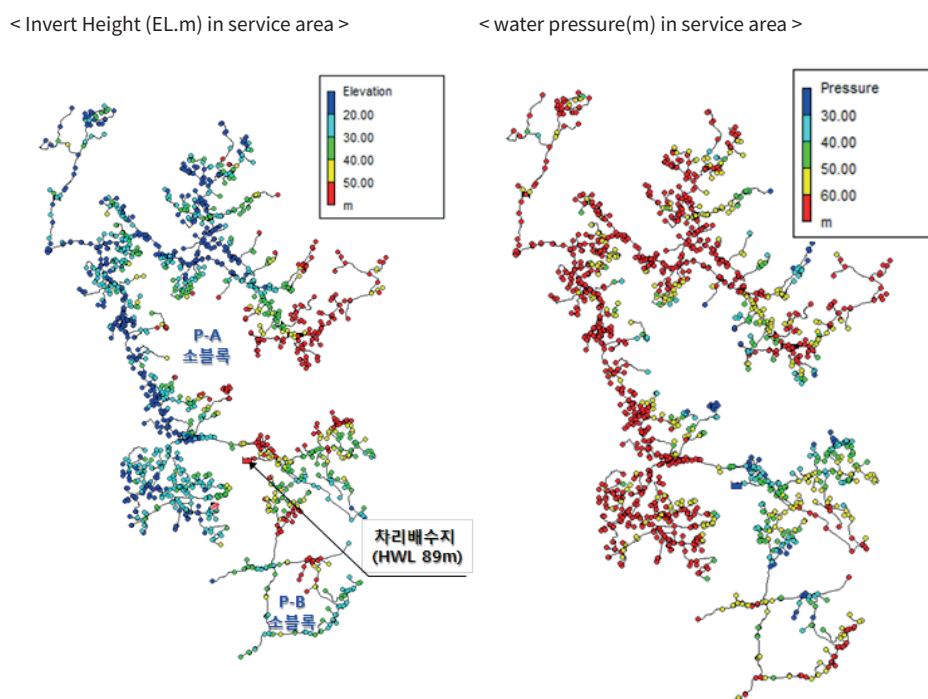 < Invert Height (EL.m) in service area >
< water pressure(m) in service area >
Elevation
20.00
30.00
40.00
50.00
m
Pressure
30.00
40.00
50.00
60.00
m
P-A
소블록
차리배수지
(HWL 89m)
P-B
소블록